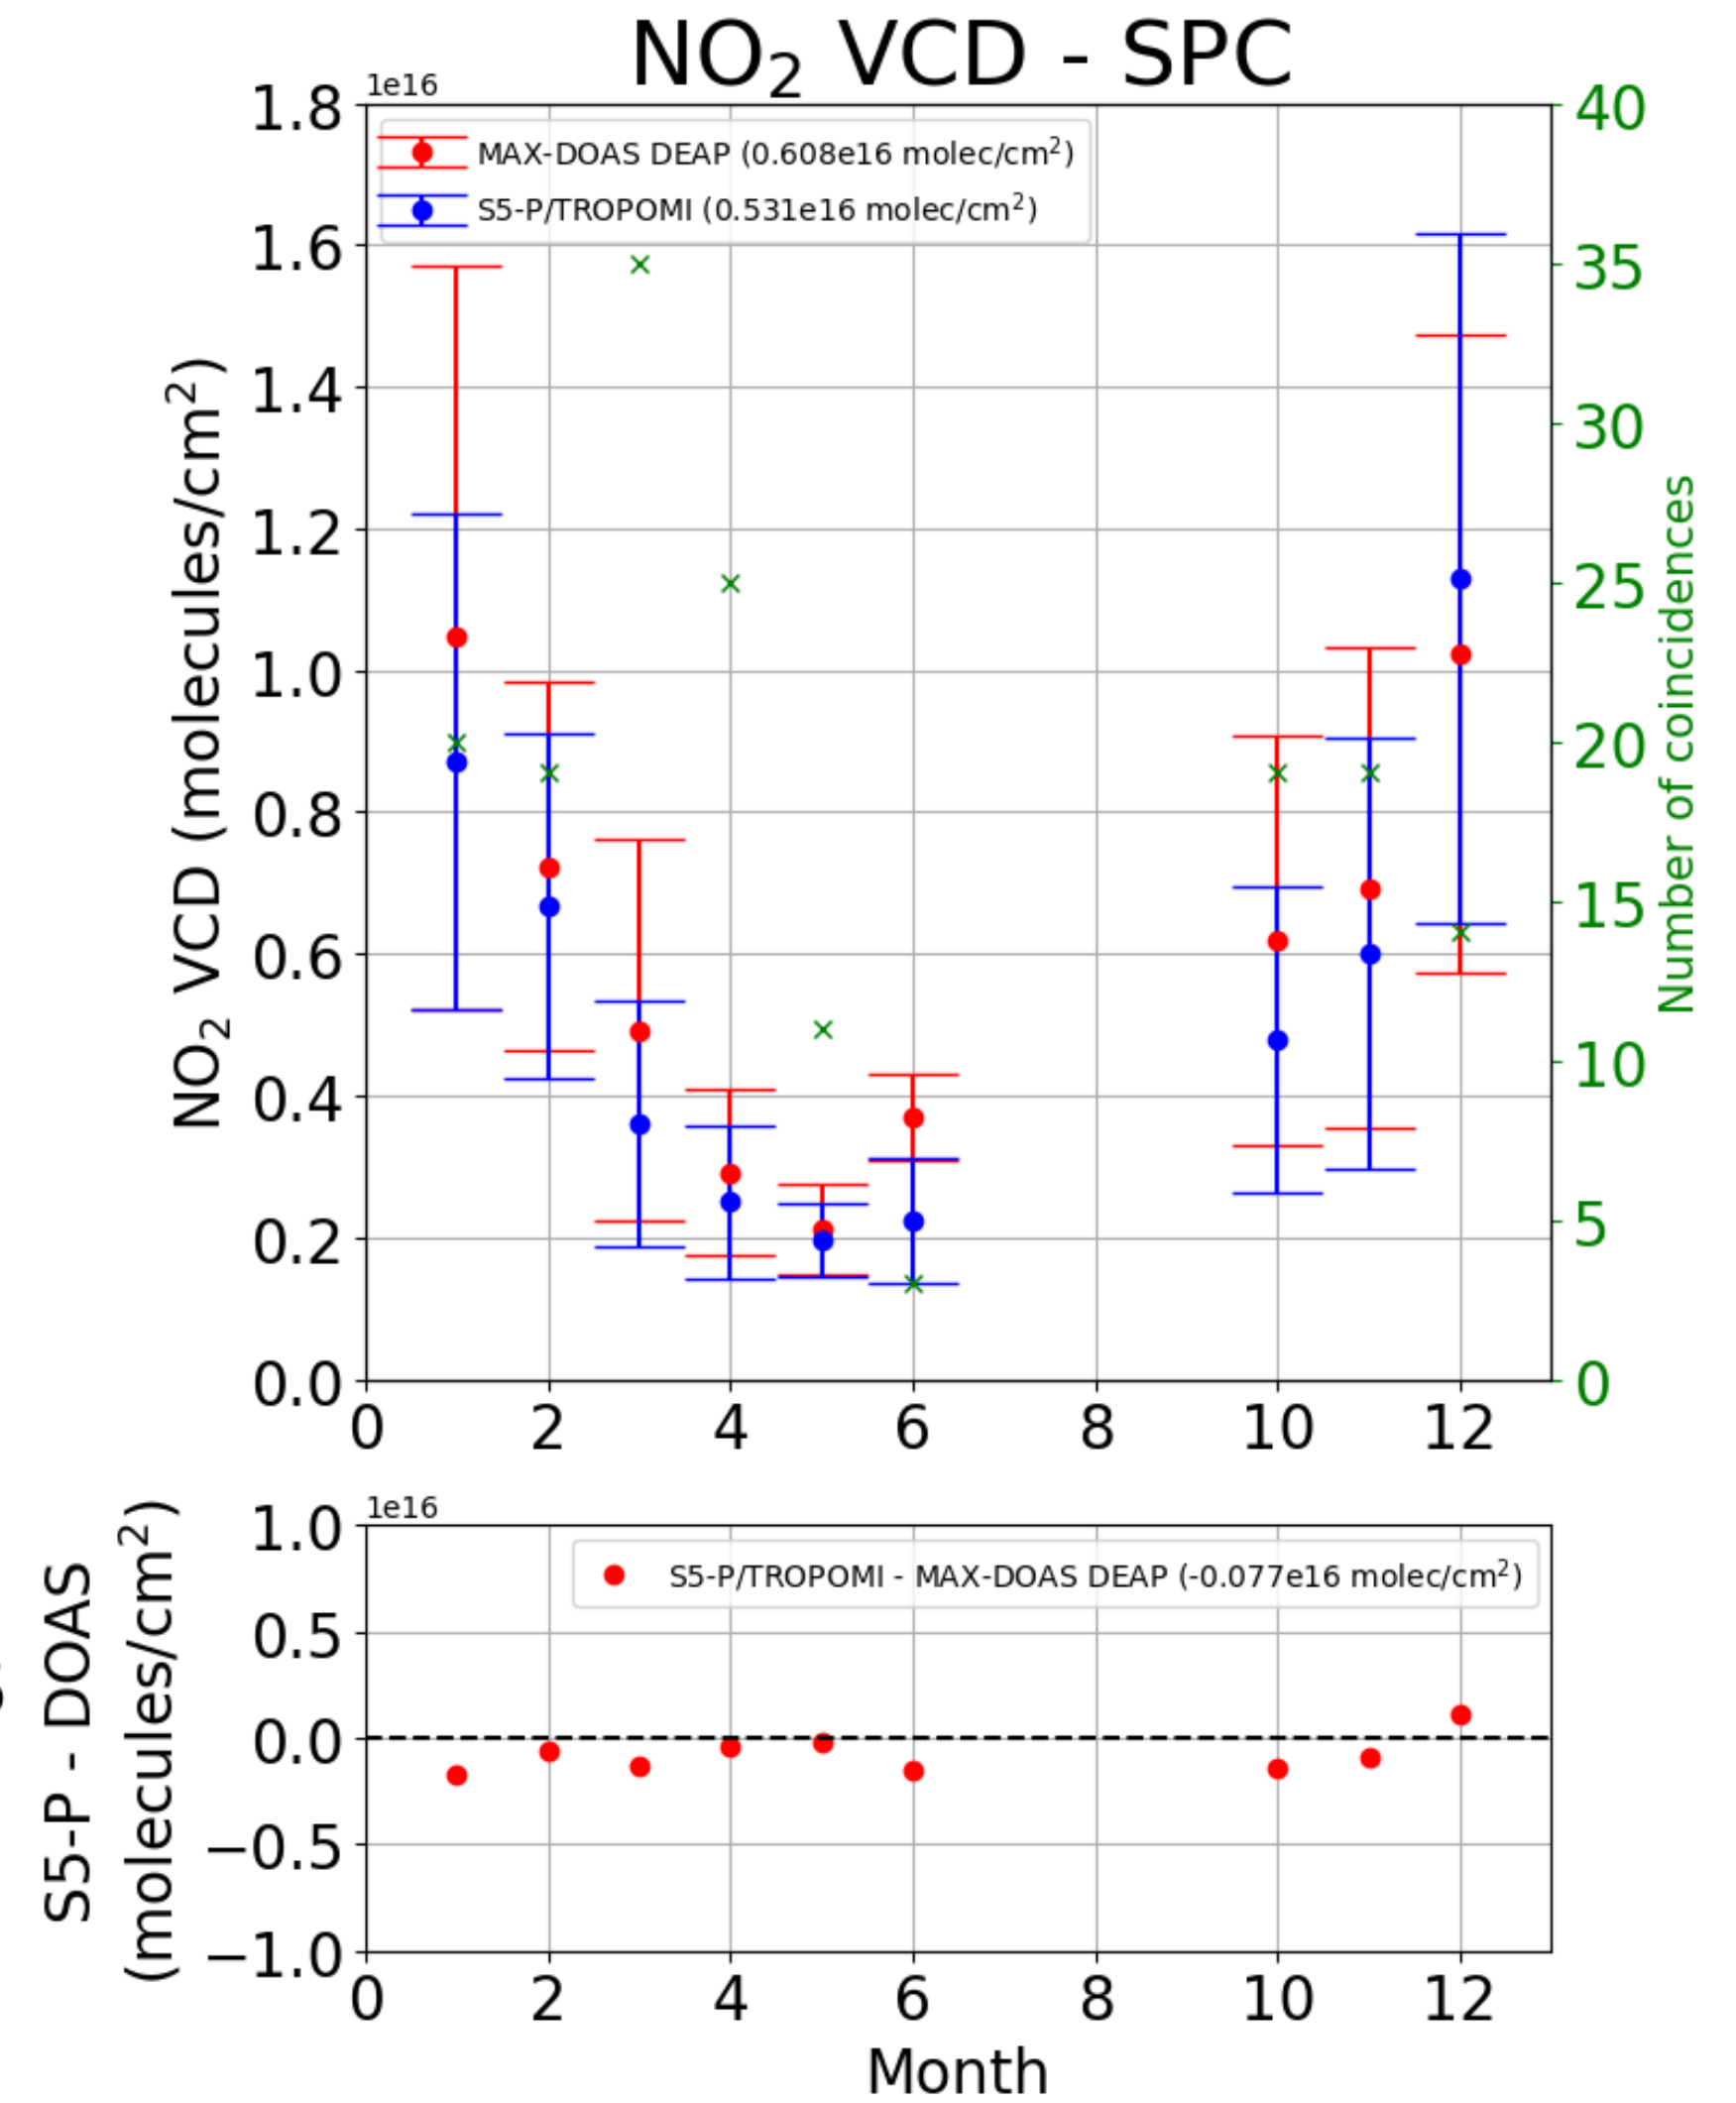 NO₂ VCD - SPC
1e16
MAX-DOAS DEAP (0.608e16 molec/cm²)
S5-P/TROPOMI (0.531e16 molec/cm²)
NO₂ VCD (molecules/cm²)
1.8
1.6
1.4
1.2
1.0
0.8
0.6
0.4
0.2
0.0
40
35
30
25
20
15
10
5
0
Number of coincidences
0 2 4 6 8 10 12
1e16
S5-P/TROPOMI - MAX-DOAS DEAP (-0.077e16 molec/cm²)
S5-P - DOAS
(molecules/cm²)
1.0
0.5
0.0
−0.5
−1.0
0 2 4 6 8 10 12
Month